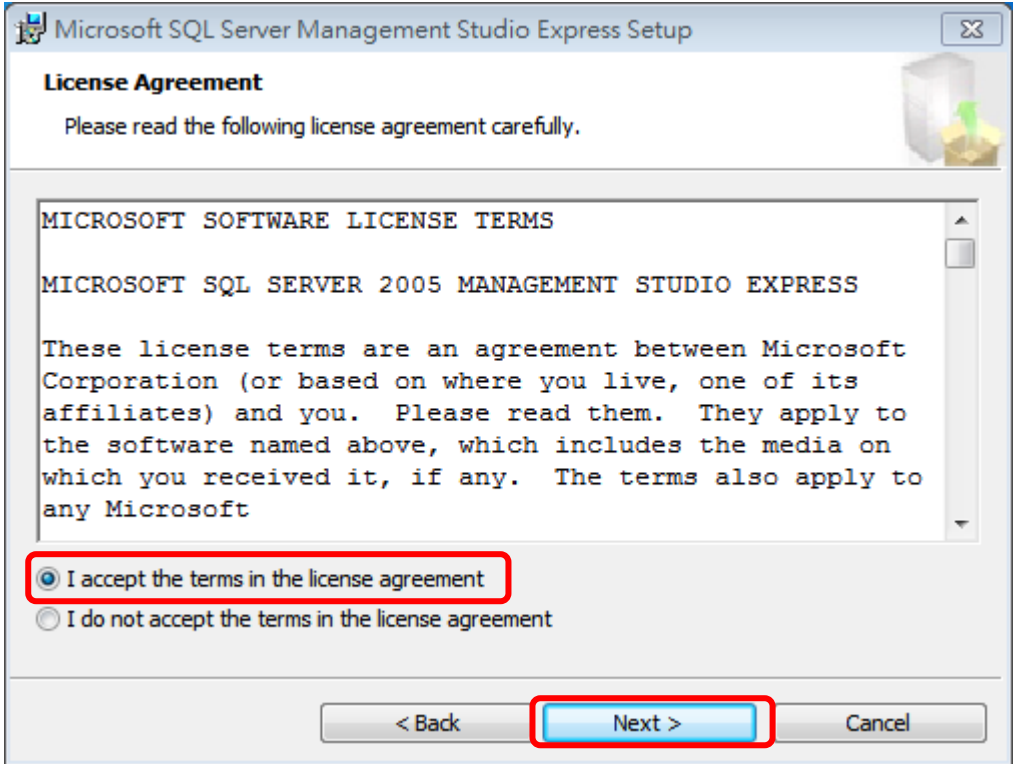 Microsoft SQL Server Management Studio Express Setup
License Agreement
Please read the following license agreement carefully.
MICROSOFT SOFTWARE LICENSE TERMS
MICROSOFT SQL SERVER 2005 MANAGEMENT STUDIO EXPRESS
These license terms are an agreement between Microsoft
Corporation (or based on where you live, one of its
affiliates) and you.  Please read them.  They apply to
the software named above, which includes the media on
which you received it, if any.  The terms also apply to
any Microsoft
I accept the terms in the license agreement
I do not accept the terms in the license agreement
< Back Next > Cancel